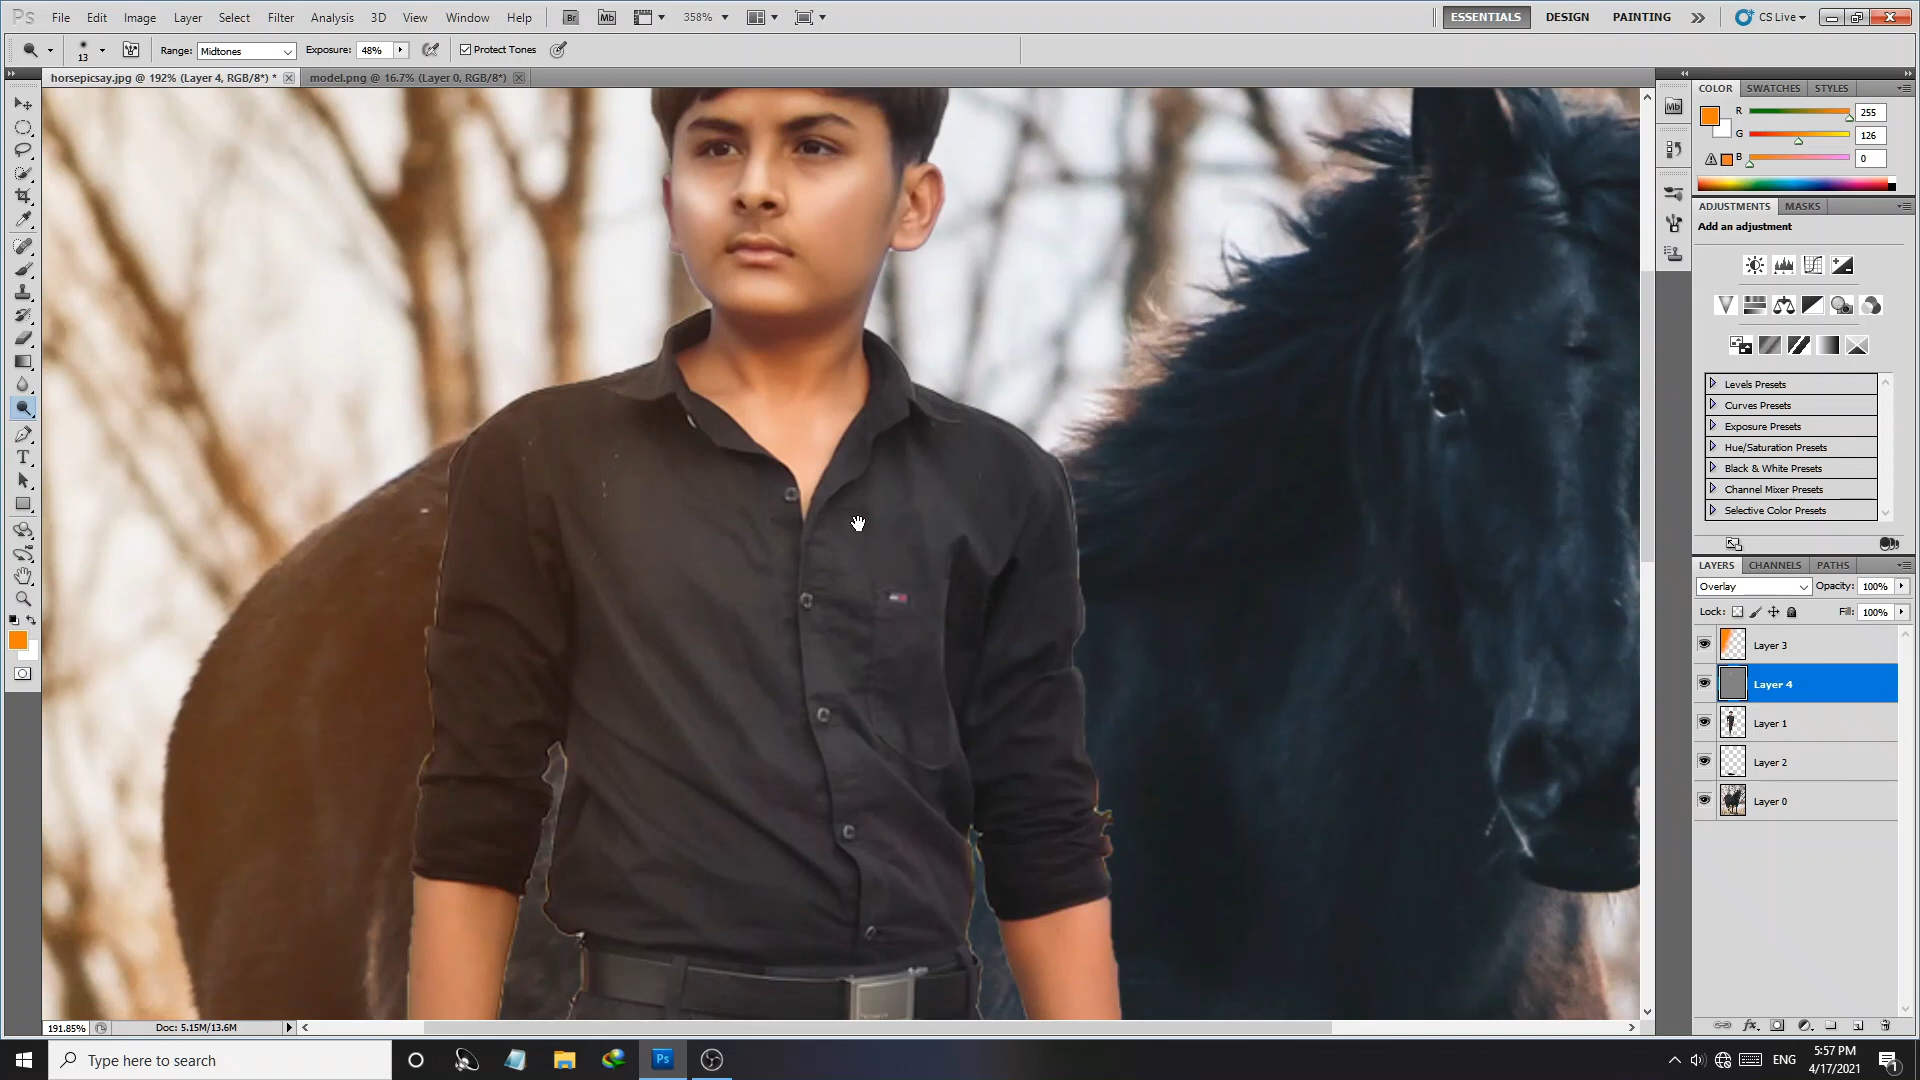 Ps File Edit Image Layer Select Filter Analysis 3D View Window Help Br Mb 358% ESSENTIALS DESIGN PAINTING CS Live
13 Range: Midtones Exposure: 48% Protect Tones
horsepicsay.jpg @ 192% (Layer 4, RGB/8*) * model.png @ 16.7% (Layer 0, RGB/8*)
COLOR SWATCHES STYLES
Mb
R 255
G 126
B 0
ADJUSTMENTS MASKS
Add an adjustment
Levels Presets
Curves Presets
Exposure Presets
Hue/Saturation Presets
Black & White Presets
Channel Mixer Presets
Selective Color Presets
LAYERS CHANNELS PATHS
Overlay Opacity: 100%
Lock: Fill: 100%
Layer 3
Layer 4
Layer 1
Layer 2
Layer 0
191.85% Doc: 5.15M/13.6M
Type here to search
Ps
ENG
5:57 PM
4/17/2021
1